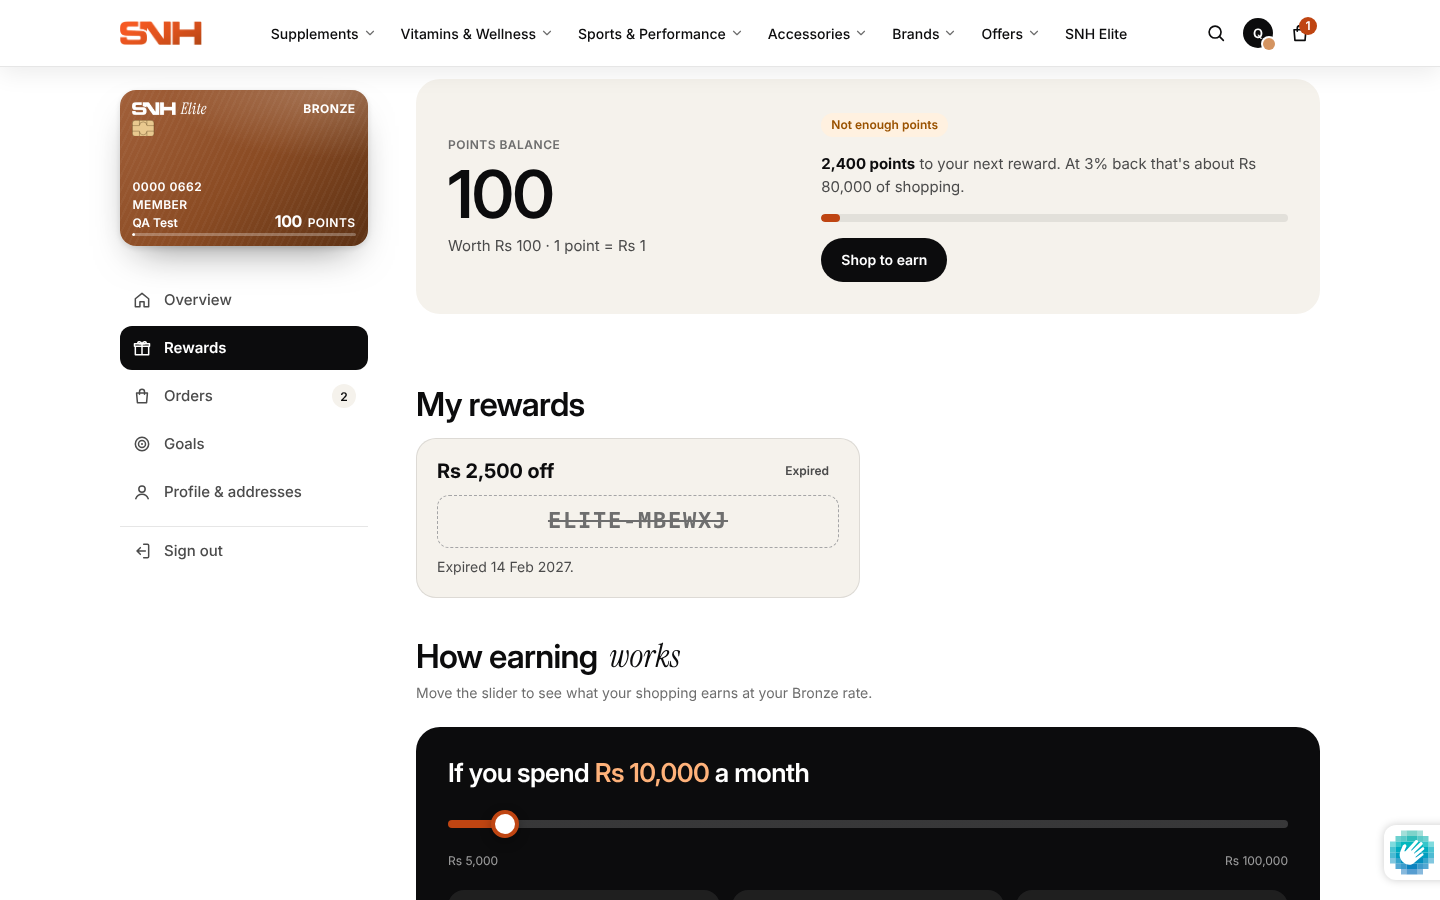 SNH
Supplements
Vitamins & Wellness
Sports & Performance
Accessories
Brands
Offers
SNH Elite
Q
1
SNH Elite
BRONZE
0000 0662
MEMBER
QA Test
100 POINTS
Overview
Rewards
Orders
2
Goals
Profile & addresses
Sign out
POINTS BALANCE
100
Worth Rs 100 · 1 point = Rs 1
Not enough points
2,400 points to your next reward. At 3% back that's about Rs
80,000 of shopping.
Shop to earn
My rewards
Rs 2,500 off
Expired
ELITE-MBEWXJ
Expired 14 Feb 2027.
How earning works
Move the slider to see what your shopping earns at your Bronze rate.
If you spend Rs 10,000 a month
Rs 5,000
Rs 100,000